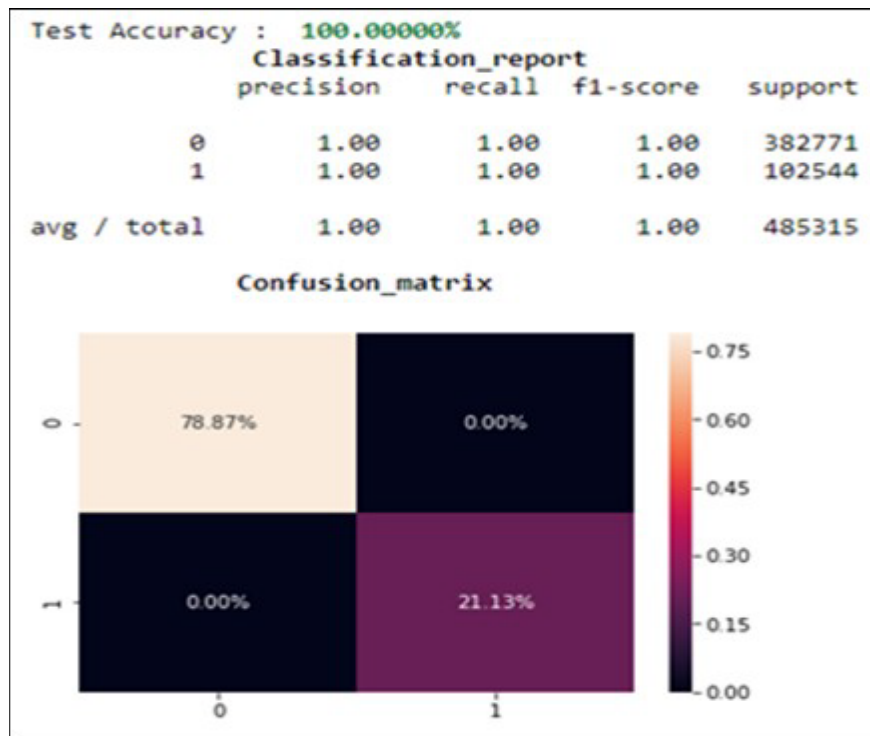 Test Accuracy : 100.00000%
Classification_report
precision recall f1-score support
0 1.00 1.00 1.00 382771
1 1.00 1.00 1.00 102544
avg / total 1.00 1.00 1.00 485315
Confusion_matrix
0.75
0 78.87% 0.00%
0.60
0.45
0.30
1 0.00% 21.13%
0.15
0.00
0 1